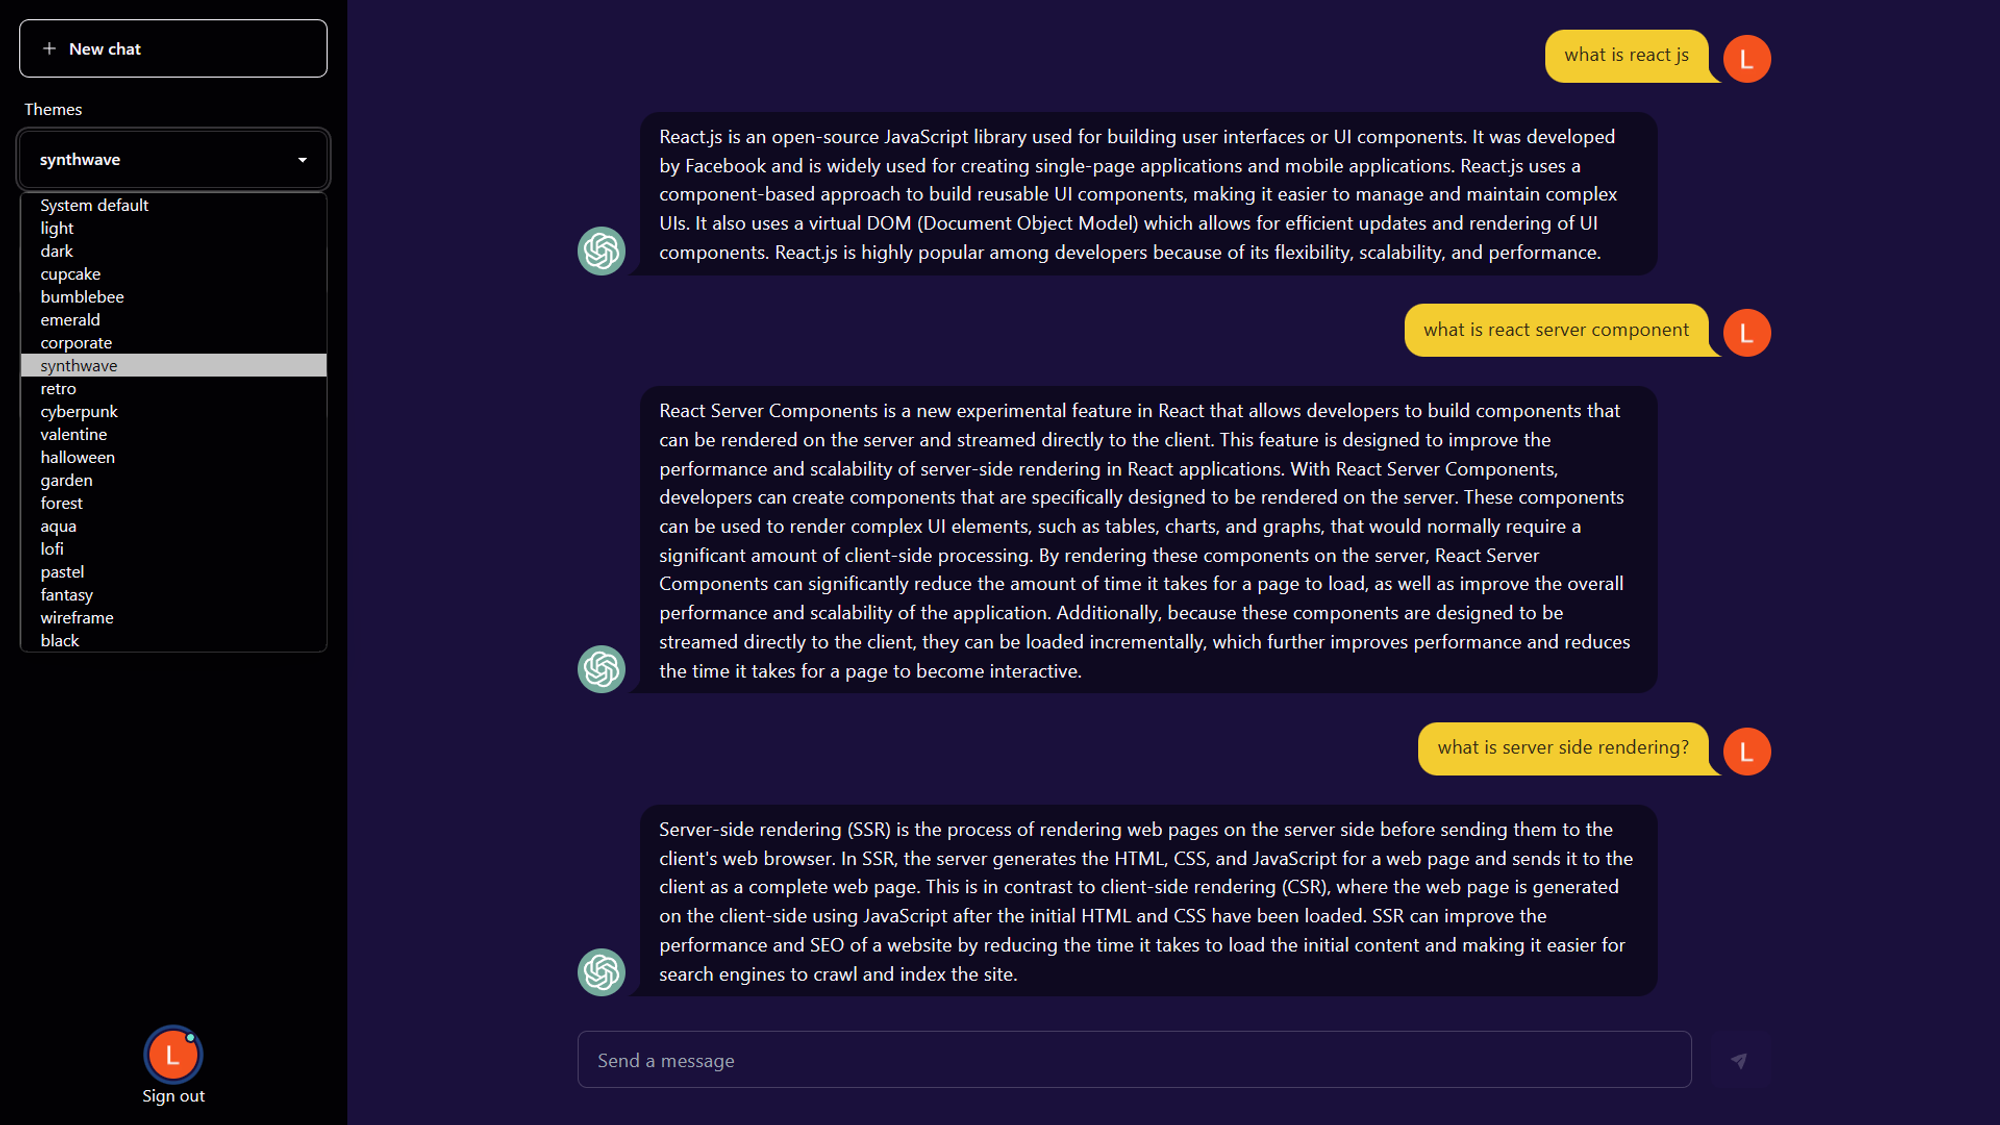 New chat
Themes
synthwave
System default
light
dark
cupcake
bumblebee
emerald
corporate
synthwave
retro
cyberpunk
valentine
halloween
garden
forest
aqua
lofi
pastel
fantasy
wireframe
black
L
Sign out
what is react js
L
React.js is an open-source JavaScript library used for building user interfaces or UI components. It was developed
by Facebook and is widely used for creating single-page applications and mobile applications. React.js uses a
component-based approach to build reusable UI components, making it easier to manage and maintain complex
UIs. It also uses a virtual DOM (Document Object Model) which allows for efficient updates and rendering of UI
components. React.js is highly popular among developers because of its flexibility, scalability, and performance.
what is react server component
L
React Server Components is a new experimental feature in React that allows developers to build components that
can be rendered on the server and streamed directly to the client. This feature is designed to improve the
performance and scalability of server-side rendering in React applications. With React Server Components,
developers can create components that are specifically designed to be rendered on the server. These components
can be used to render complex UI elements, such as tables, charts, and graphs, that would normally require a
significant amount of client-side processing. By rendering these components on the server, React Server
Components can significantly reduce the amount of time it takes for a page to load, as well as improve the overall
performance and scalability of the application. Additionally, because these components are designed to be
streamed directly to the client, they can be loaded incrementally, which further improves performance and reduces
the time it takes for a page to become interactive.
what is server side rendering?
L
Server-side rendering (SSR) is the process of rendering web pages on the server side before sending them to the
client's web browser. In SSR, the server generates the HTML, CSS, and JavaScript for a web page and sends it to the
client as a complete web page. This is in contrast to client-side rendering (CSR), where the web page is generated
on the client-side using JavaScript after the initial HTML and CSS have been loaded. SSR can improve the
performance and SEO of a website by reducing the time it takes to load the initial content and making it easier for
search engines to crawl and index the site.
Send a message